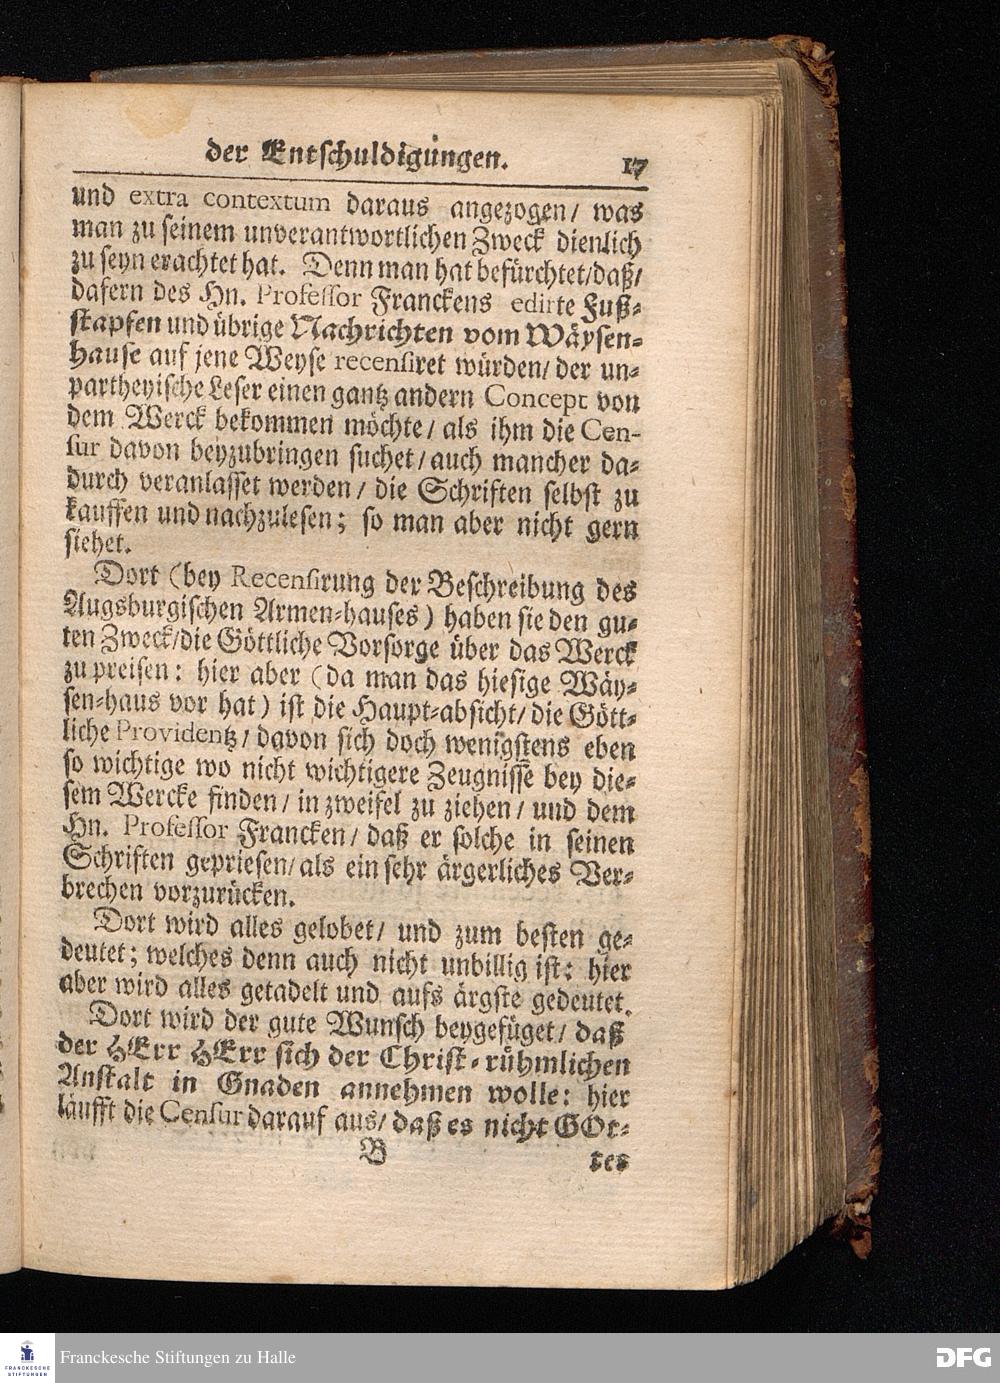 der Entschuldigungen. 17
und extra contextum daraus angezogen/ was
man zu seinem unverantwortlichen Zweck dienlich
zu seyn erachtet hat. Denn man hat befürchtet/daß/
dafern des Hn. Professor Franckens edirte Fuß-
stapfen und übrige Nachrichten vom Wäysen-
hause auf jene Weyse recensiret würden/ der un-
partheyische Leser einen gantz andern Concept von
dem Werck bekommen möchte/ als ihm die Cen-
sur davon beyzubringen suchet/ auch mancher da-
durch veranlasset werden/ die Schriften selbst zu
kauffen und nachzulesen; so man aber nicht gern
siehet.
Dort (bey Recensirung der Beschreibung des
Augsburgischen Armen-hauses) haben sie den gu-
ten Zweck/die Göttliche Vorsorge über das Werck
zu preisen: hier aber (da man das hiesige Wäy-
sen-haus vor hat) ist die Haupt-absicht/ die Gött-
liche Providentz/ davon sich doch wenigstens eben
so wichtige wo nicht wichtigere Zeugnisse bey die-
sem Wercke finden/ in zweifel zu ziehen/ und dem
Hn. Professor Francken/ daß er solche in seinen
Schriften gepriesen/ als ein sehr ärgerliches Ver-
brechen vorzurücken.
Dort wird alles gelobet/ und zum besten ge-
deutet; welches denn auch nicht unbillig ist: hier
aber wird alles getadelt und aufs ärgste gedeutet.
Dort wird der gute Wunsch beygefüget/ daß
der HErr HErr sich der Christ-rühmlichen
Anstalt in Gnaden annehmen wolle: hier
läufft die Censur darauf aus/ daß es nicht GOt-
B tes
FRANCKESCHE STIFTUNGEN
Franckesche Stiftungen zu Halle
DFG